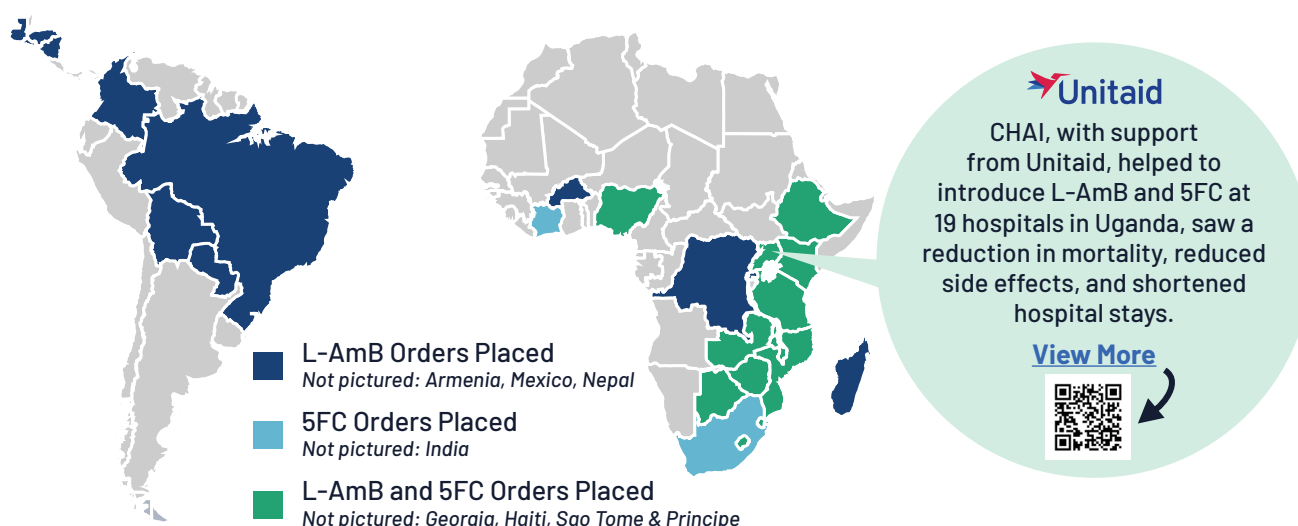 Unitaid
CHAI, with support
from Unitaid, helped to
introduce L-AmB and 5FC at
19 hospitals in Uganda, saw a
reduction in mortality, reduced
side effects, and shortened
hospital stays.
View More
L-AmB Orders Placed
Not pictured: Armenia, Mexico, Nepal
5FC Orders Placed
Not pictured: India
L-AmB and 5FC Orders Placed
Not pictured: Georgia, Haiti, Sao Tome & Principe